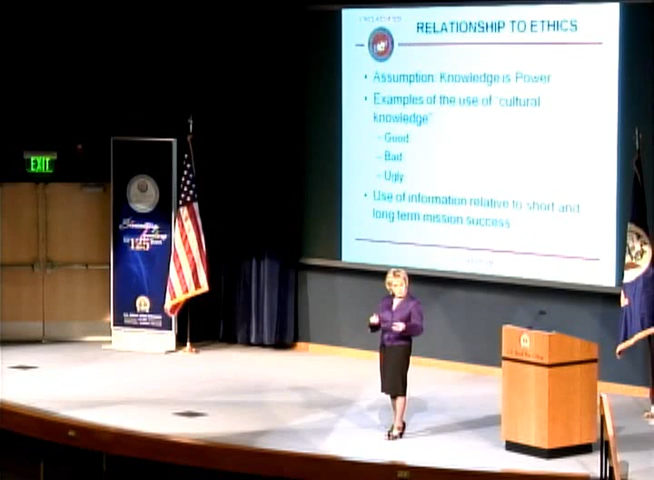 UNCLASSIFIED
RELATIONSHIP TO ETHICS
• Assumption: Knowledge is Power
• Examples of the use of "cultural
knowledge"
– Good
– Bad
– Ugly
• Use of information relative to short and
long term mission success
EXIT
125